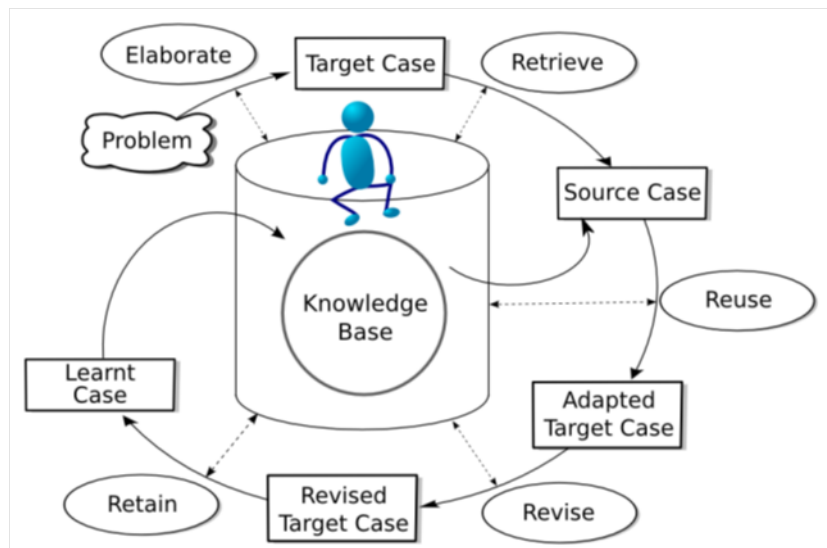 Elaborate
Target Case
Retrieve
Problem
Source Case
Knowledge
Base
Reuse
Learnt
Case
Adapted
Target Case
Retain
Revised
Target Case
Revise